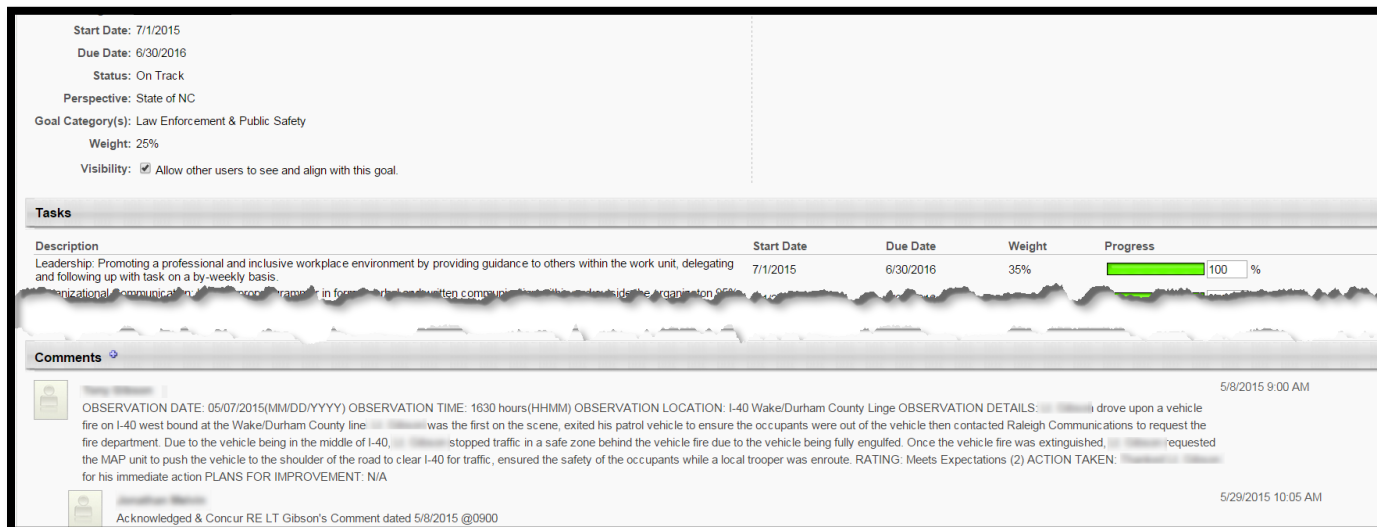 Start Date: 7/1/2015
Due Date: 6/30/2016
Status: On Track
Perspective: State of NC
Goal Category(s): Law Enforcement & Public Safety
Weight: 25%
Visibility: Allow other users to see and align with this goal.
Tasks
Description Start Date Due Date Weight Progress
Leadership: Promoting a professional and inclusive workplace environment by providing guidance to others within the work unit, delegating
and following up with task on a by-weekly basis. 7/1/2015 6/30/2016 35% 100 %
Comments
5/8/2015 9:00 AM
OBSERVATION DATE: 05/07/2015(MM/DD/YYYY) OBSERVATION TIME: 1630 hours(HHMM) OBSERVATION LOCATION: I-40 Wake/Durham County Linge OBSERVATION DETAILS: drove upon a vehicle
fire on I-40 west bound at the Wake/Durham County line was the first on the scene, exited his patrol vehicle to ensure the occupants were out of the vehicle then contacted Raleigh Communications to request the
fire department. Due to the vehicle being in the middle of I-40, stopped traffic in a safe zone behind the vehicle fire due to the vehicle being fully engulfed. Once the vehicle fire was extinguished, requested
the MAP unit to push the vehicle to the shoulder of the road to clear I-40 for traffic, ensured the safety of the occupants while a local trooper was enroute. RATING: Meets Expectations (2) ACTION TAKEN:
for his immediate action PLANS FOR IMPROVEMENT: N/A
5/29/2015 10:05 AM
Acknowledged & Concur RE LT Gibson's Comment dated 5/8/2015 @0900